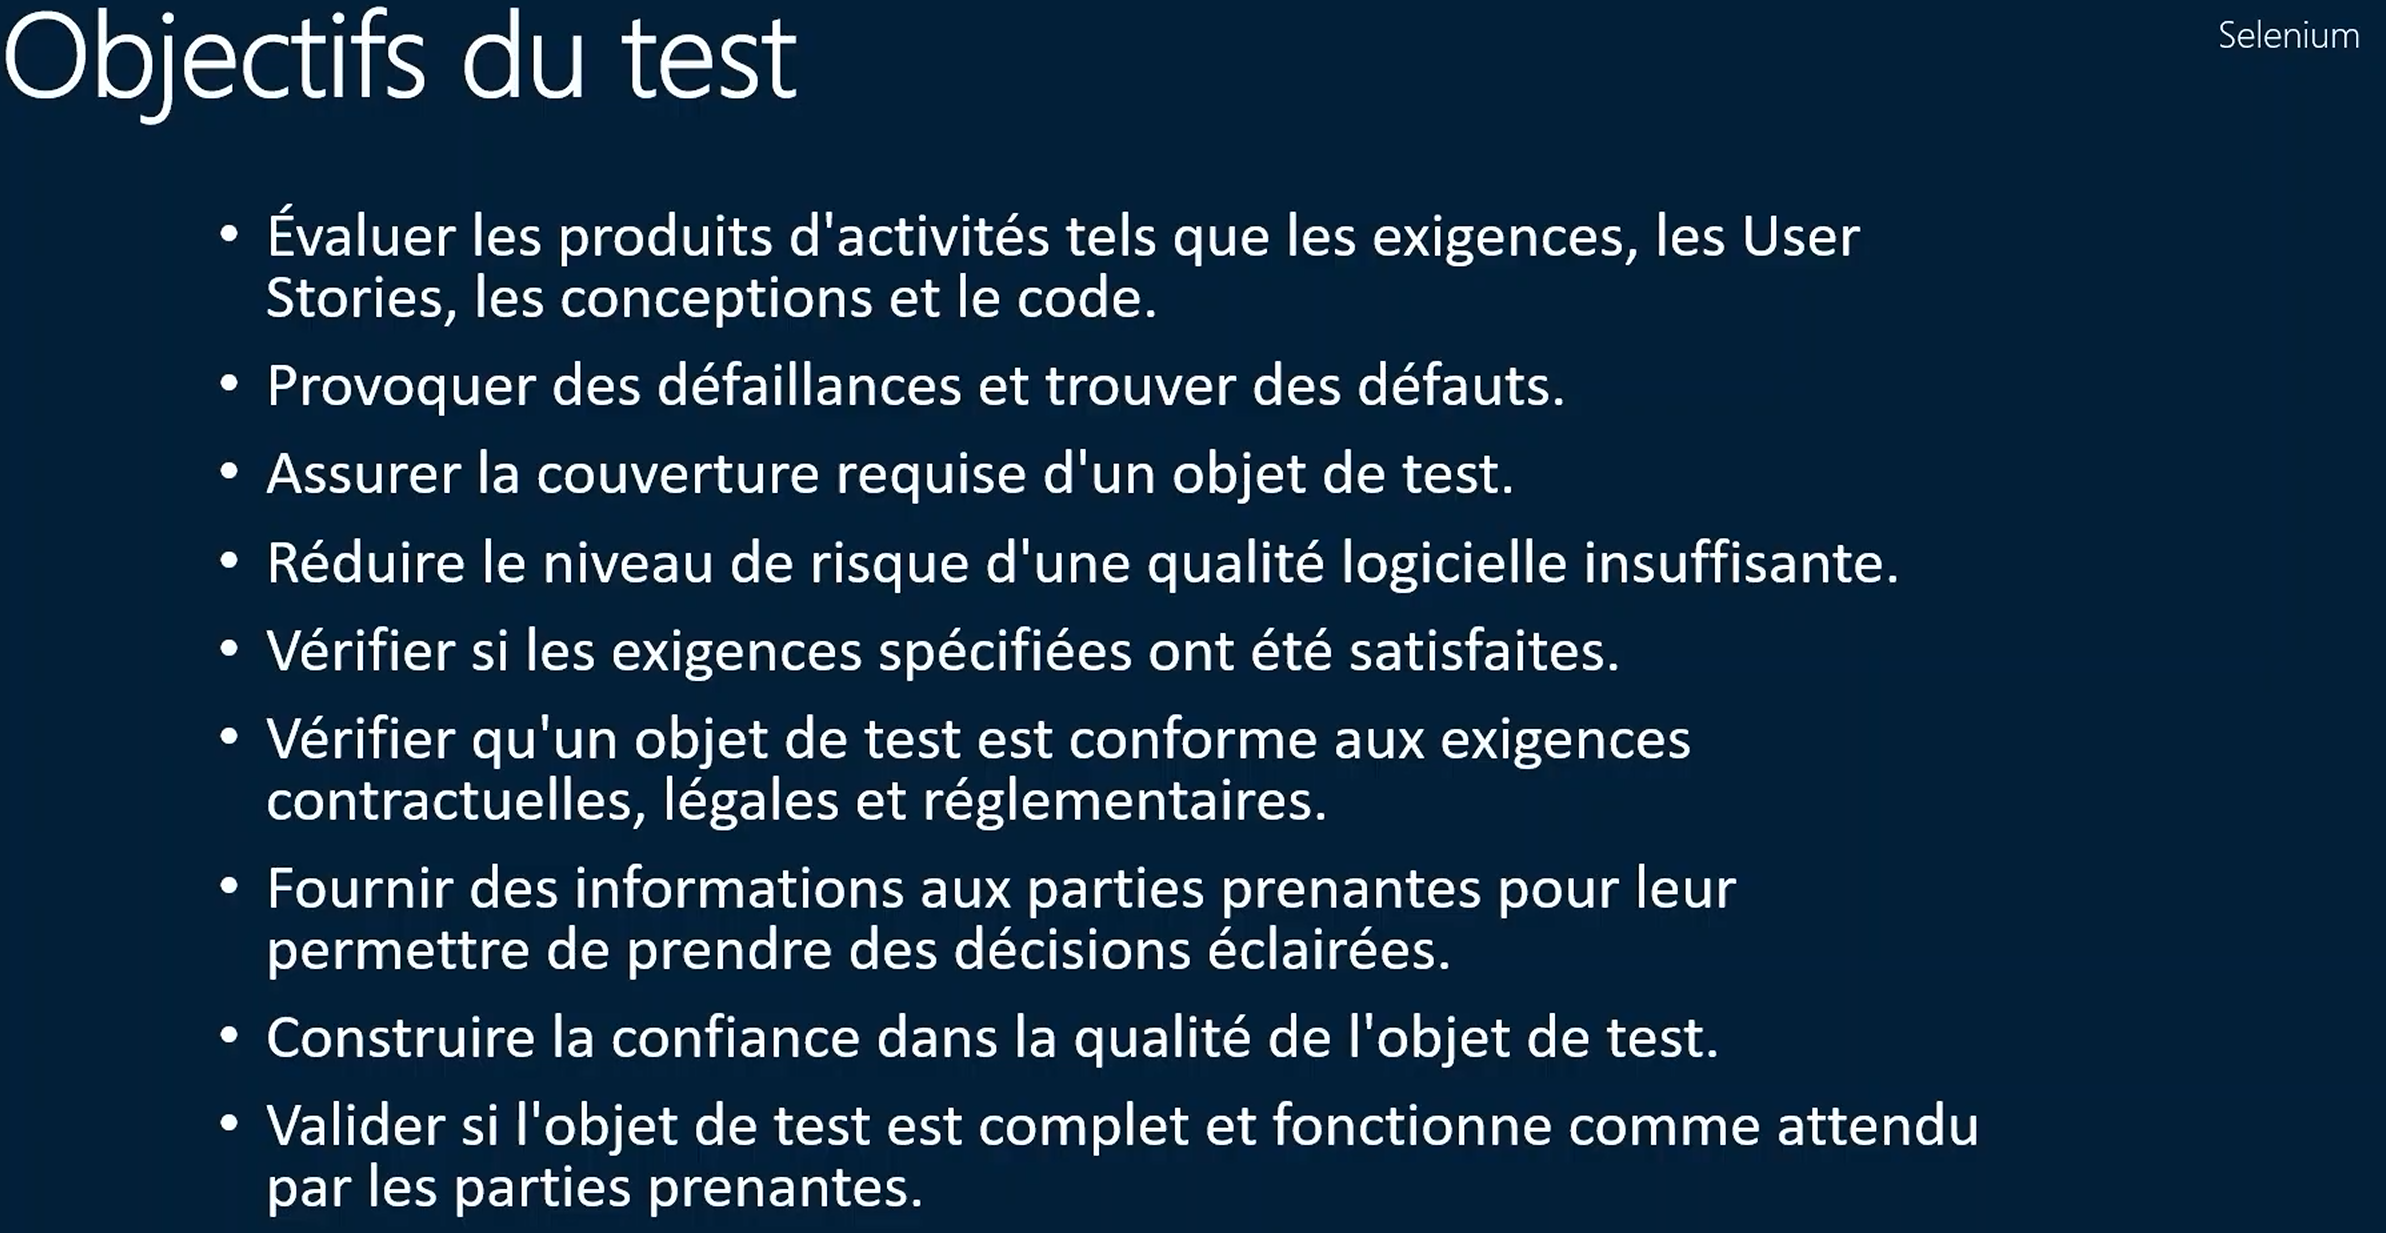 Objectifs du test
Selenium
• Évaluer les produits d'activités tels que les exigences, les User
Stories, les conceptions et le code.
• Provoquer des défaillances et trouver des défauts.
• Assurer la couverture requise d'un objet de test.
• Réduire le niveau de risque d'une qualité logicielle insuffisante.
• Vérifier si les exigences spécifiées ont été satisfaites.
• Vérifier qu'un objet de test est conforme aux exigences
contractuelles, légales et réglementaires.
• Fournir des informations aux parties prenantes pour leur
permettre de prendre des décisions éclairées.
• Construire la confiance dans la qualité de l'objet de test.
• Valider si l'objet de test est complet et fonctionne comme attendu
par les parties prenantes.